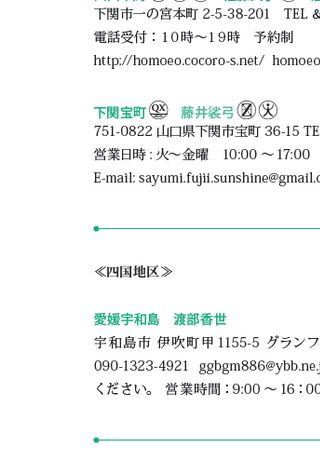 下関市一の宮本町 2-5-38-201　TEL &
電話受付：10時～19時　予約制
http://homoeo.cocoro-s.net/ homoeo
下関宝町 QX 藤井裟弓 Z
751-0822 山口県下関市宝町 36-15 TE
営業日時：火～金曜　10:00 ～ 17:00
E-mail: sayumi.fujii.sunshine@gmail.c
≪四国地区≫
愛媛宇和島　渡部香世
宇和島市 伊吹町甲 1155-5 グランフ
090-1323-4921 ggbgm886@ybb.ne.j
ください。 営業時間：9:00 ～ 16：00